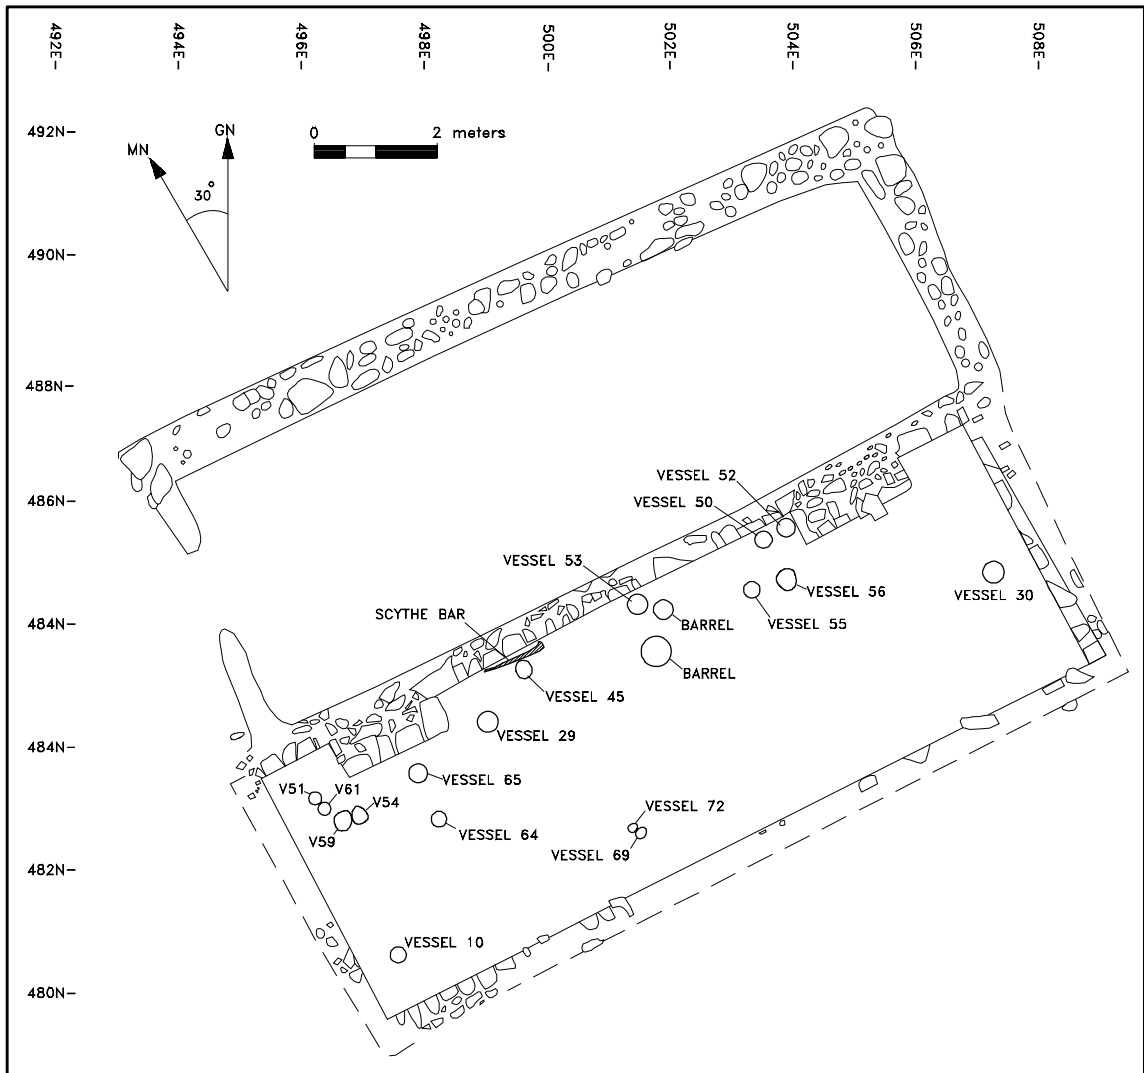 492E
494E
496E
498E
500E
502E
504E
506E
508E
492N
GN
0 2 meters
MN
30°
490N
488N
486N
VESSEL 52
VESSEL 50
VESSEL 53
VESSEL 56
VESSEL 30
484N
SCYTHE BAR
BARREL
VESSEL 55
BARREL
VESSEL 45
VESSEL 29
484N
VESSEL 65
V51
V61
V54
V59
VESSEL 64
VESSEL 72
VESSEL 69
482N
VESSEL 10
480N